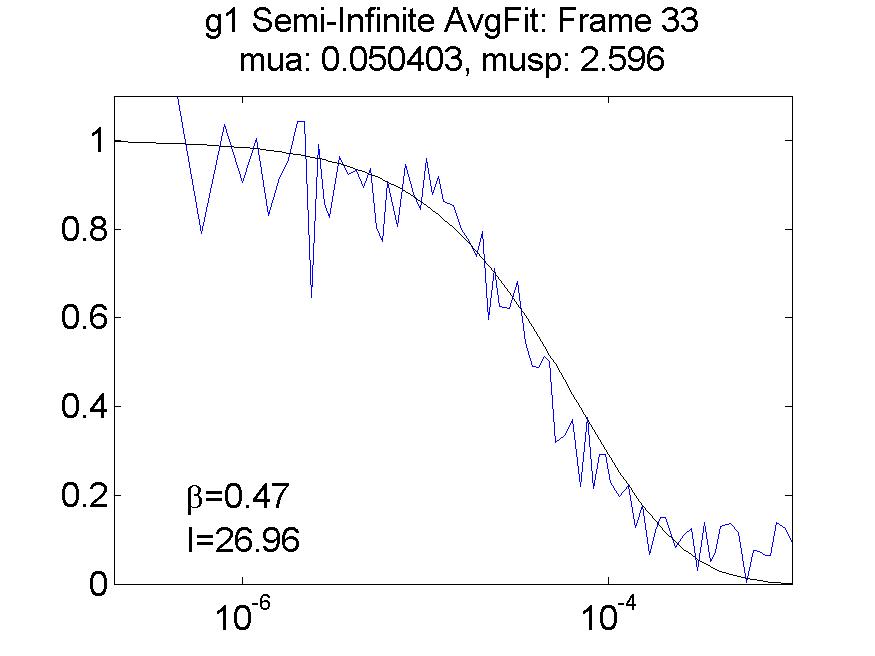 g1 Semi-Infinite AvgFit: Frame 33
mua: 0.050403, musp: 2.596
1
0.8
0.6
0.4
0.2
0
β=0.47
I=26.96
10^-6
10^-4